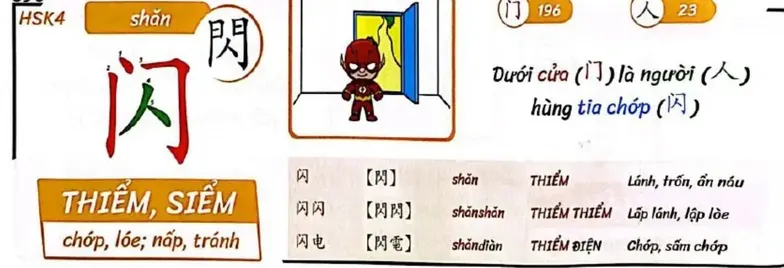 HSK4
shǎn
闪
閃
THIỂM, SIỂM
chớp, lóe; nấp, tránh
门 196
人 23
Dưới cửa (门) là người (人)
hùng tia chớp (闪)
闪 【閃】 shǎn THIỂM Lánh, trốn, ẩn náu
闪闪 【閃閃】 shǎnshǎn THIỂM THIỂM Lấp lánh, lập lòe
闪电 【閃電】 shǎndiàn THIỂM ĐIỆN Chớp, sấm chớp